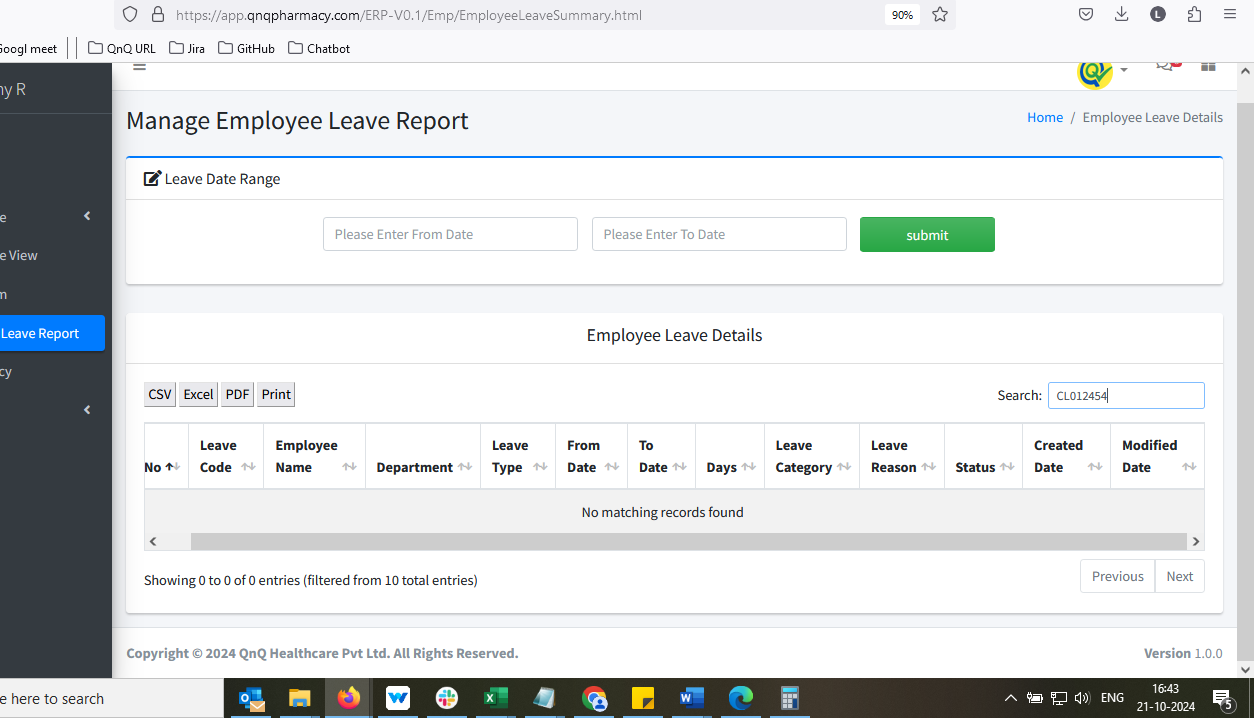 https://app.qnqpharmacy.com/ERP-V0.1/Emp/EmployeeLeaveSummary.html
90%
L
Googl meet
QnQ URL
Jira
GitHub
Chatbot
ny R
Manage Employee Leave Report
Home / Employee Leave Details
Leave Date Range
e
Please Enter From Date
Please Enter To Date
submit
e View
m
Leave Report
Employee Leave Details
cy
CSV
Excel
PDF
Print
Search: CL012454
No
Leave Code
Employee Name
Department
Leave Type
From Date
To Date
Days
Leave Category
Leave Reason
Status
Created Date
Modified Date
No matching records found
Showing 0 to 0 of 0 entries (filtered from 10 total entries)
Previous
Next
Copyright © 2024 QnQ Healthcare Pvt Ltd. All Rights Reserved.
Version 1.0.0
e here to search
ENG
16:43
21-10-2024
5